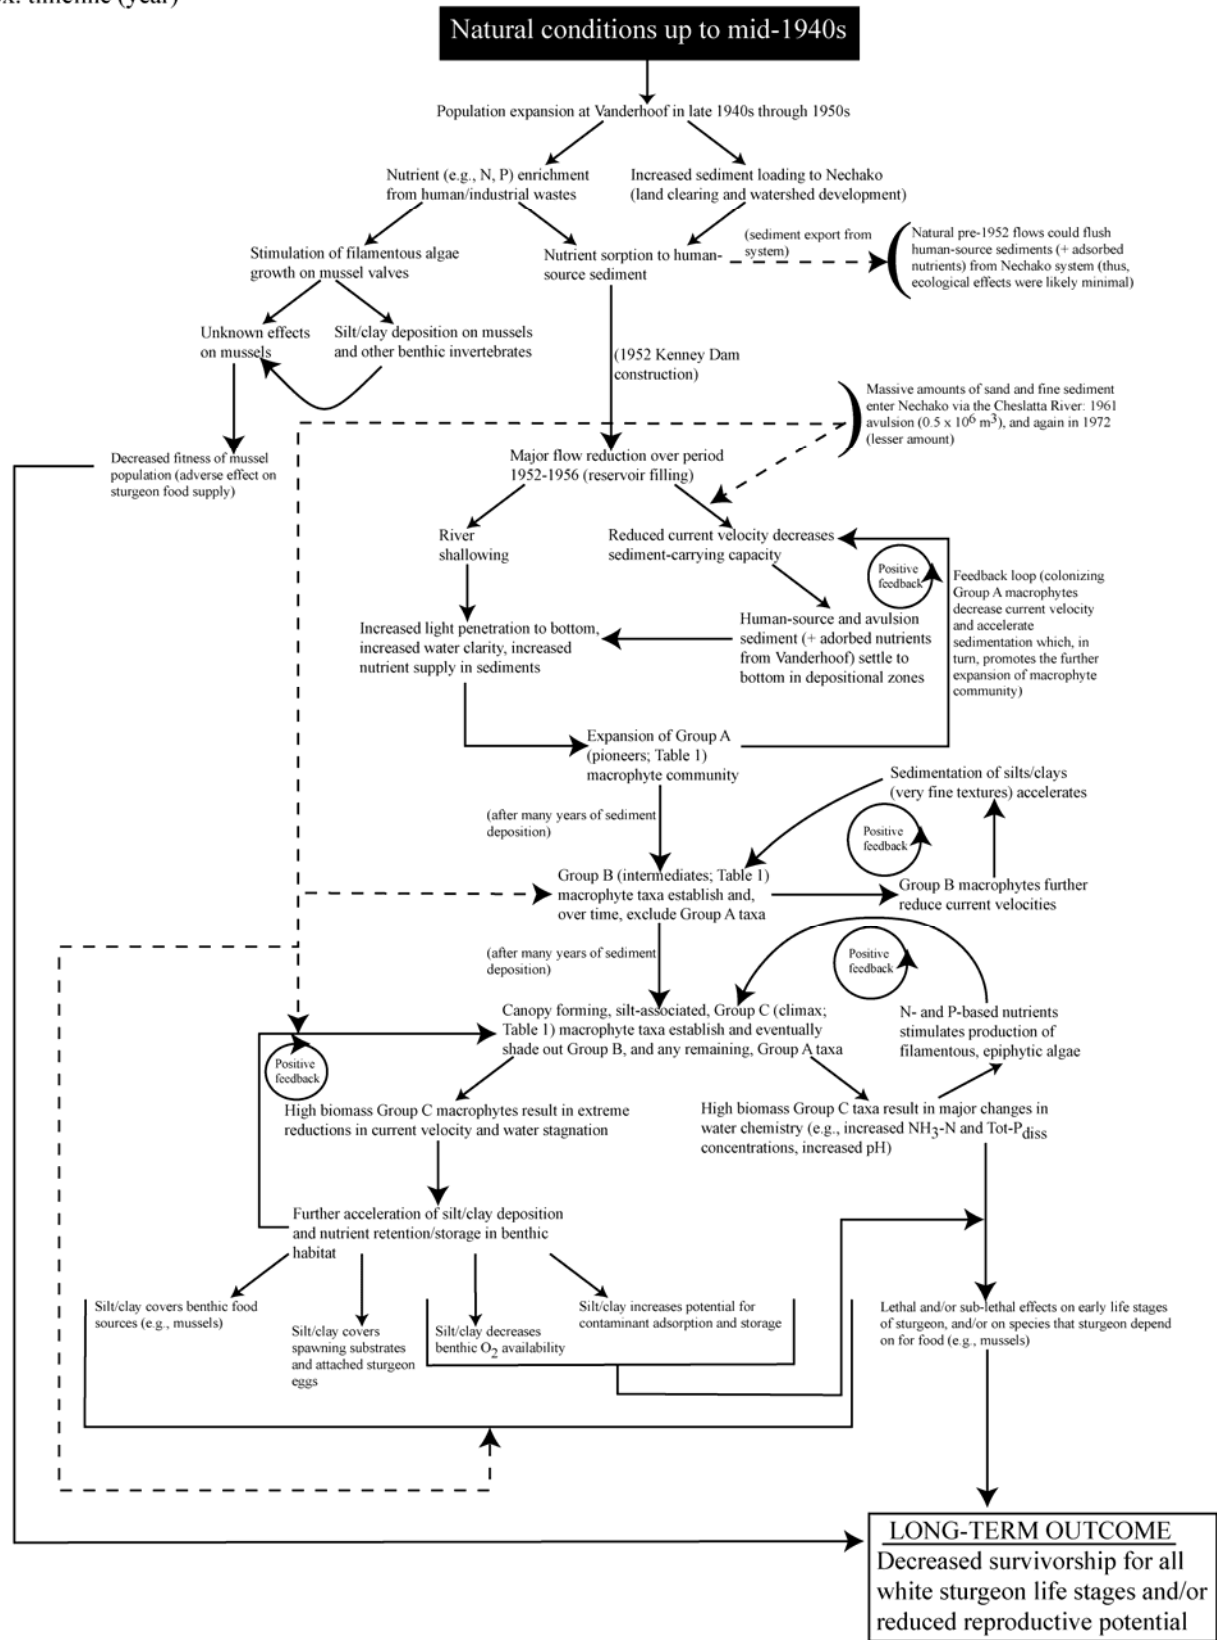 timeline (year)
Natural conditions up to mid-1940s
Population expansion at Vanderhoof in late 1940s through 1950s
Nutrient (e.g., N, P) enrichment
from human/industrial wastes
Increased sediment loading to Nechako
(land clearing and watershed development)
Stimulation of filamentous algae
growth on mussel valves
Nutrient sorption to human-
source sediment
(sediment export from
system)
Natural pre-1952 flows could flush
human-source sediments (+ adsorbed
nutrients) from Nechako system (thus,
ecological effects were likely minimal)
Unknown effects
on mussels
Silt/clay deposition on mussels
and other benthic invertebrates
(1952 Kenney Dam
construction)
Massive amounts of sand and fine sediment
enter Nechako via the Cheslatta River: 1961
avulsion (0.5 x 10⁶ m³), and again in 1972
(lesser amount)
Decreased fitness of mussel
population (adverse effect on
sturgeon food supply)
Major flow reduction over period
1952-1956 (reservoir filling)
River
shallowing
Reduced current velocity decreases
sediment-carrying capacity
Positive
feedback
Feedback loop (colonizing
Group A macrophytes
decrease current velocity
and accelerate
sedimentation which, in
turn, promotes the further
expansion of macrophyte
community)
Increased light penetration to bottom,
increased water clarity, increased
nutrient supply in sediments
Human-source and avulsion
sediment (+ adorbed nutrients
from Vanderhoof) settle to
bottom in depositional zones
Expansion of Group A
(pioneers; Table 1)
macrophyte community
Sedimentation of silts/clays
(very fine textures) accelerates
(after many years of sediment
deposition)
Positive
feedback
Group B (intermediates; Table 1)
macrophyte taxa establish and,
over time, exclude Group A taxa
Group B macrophytes further
reduce current velocities
(after many years of sediment
deposition)
Positive
feedback
Canopy forming, silt-associated, Group C (climax;
Table 1) macrophyte taxa establish and eventually
shade out Group B, and any remaining, Group A taxa
N- and P-based nutrients
stimulates production of
filamentous, epiphytic algae
Positive
feedback
High biomass Group C macrophytes result in extreme
reductions in current velocity and water stagnation
High biomass Group C taxa result in major changes in
water chemistry (e.g., increased NH₃-N and Tot-Pdiss
concentrations, increased pH)
Further acceleration of silt/clay deposition
and nutrient retention/storage in benthic
habitat
Silt/clay covers benthic food
sources (e.g., mussels)
Silt/clay covers
spawning substrates
and attached sturgeon
eggs
Silt/clay decreases
benthic O₂ availability
Silt/clay increases potential for
contaminant adsorption and storage
Lethal and/or sub-lethal effects on early life stages
of sturgeon, and/or on species that sturgeon depend
on for food (e.g., mussels)
LONG-TERM OUTCOME
Decreased survivorship for all
white sturgeon life stages and/or
reduced reproductive potential